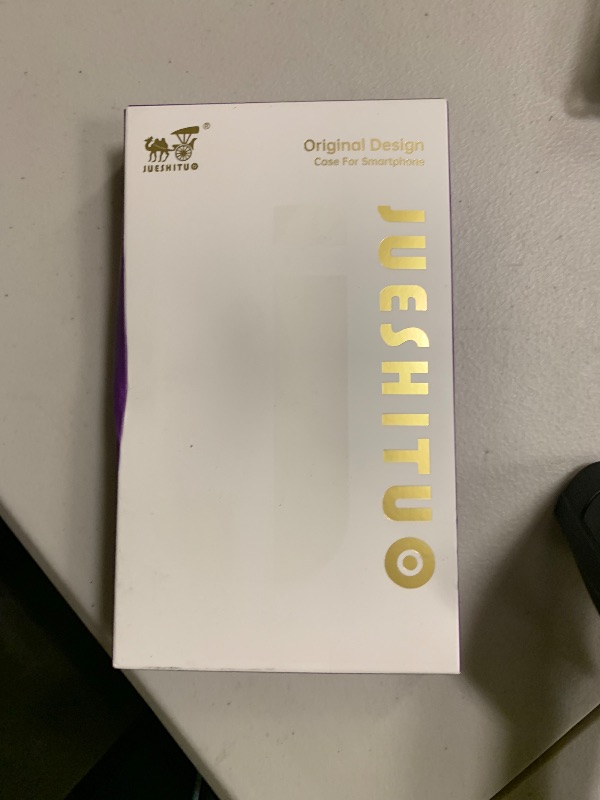 ®
JUESHITUO
Original Design
Case For Smartphone
JUESHITUO